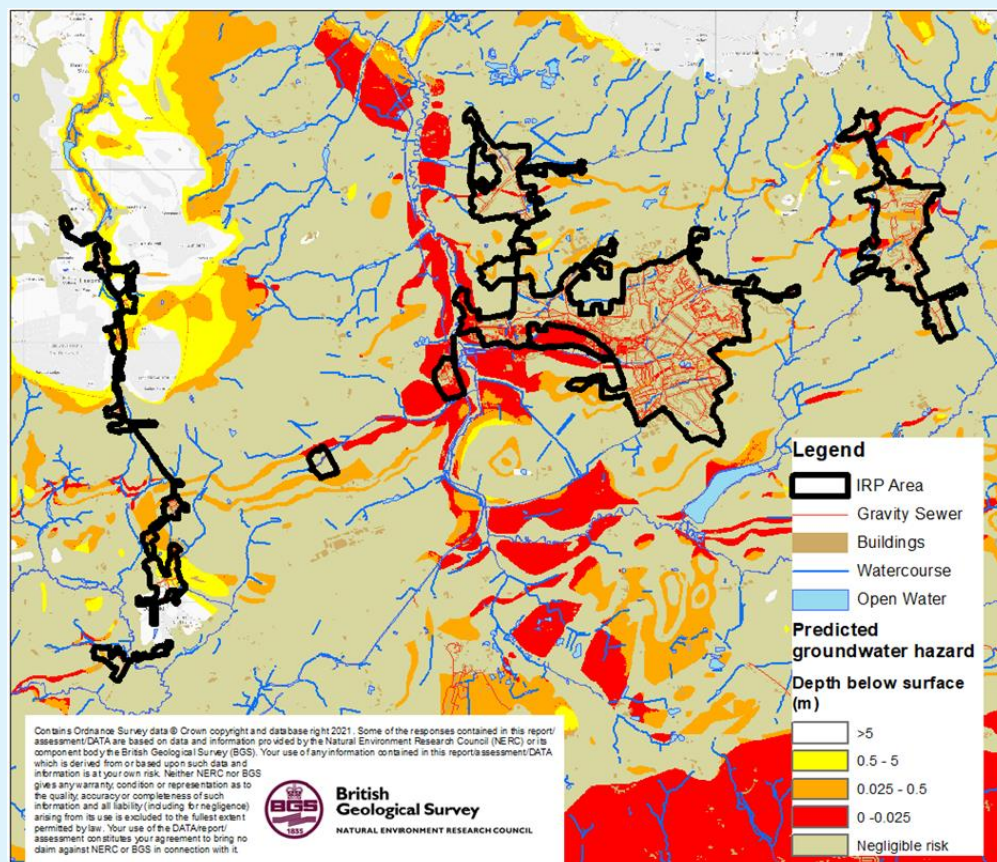 Legend
IRP Area
Gravity Sewer
Buildings
Watercourse
Open Water
Predicted
groundwater hazard
Depth below surface
(m)
>5
0.5 - 5
0.025 - 0.5
0 -0.025
Negligible risk
Contains Ordnance Survey data © Crown copyright and database right 2021. Some of the responses contained in this report/
assessment/DATA are based on data and information provided by the Natural Environment Research Council (NERC) or its
component body the British Geological Survey (BGS). Your use of any information contained in this report/assessment/DATA
which is derived from or based upon such data and
information is at your own risk. Neither NERC nor BGS
gives any warranty, condition or representation as to
the quality, accuracy or completeness of such
information and all liability (including for negligence)
arising from its use is excluded to the fullest extent
permitted by law. Your use of the DATA/report/
assessment constitutes your agreement to bring no
claim against NERC or BGS in connection with it.
BGS
1835
British
Geological Survey
NATURAL ENVIRONMENT RESEARCH COUNCIL